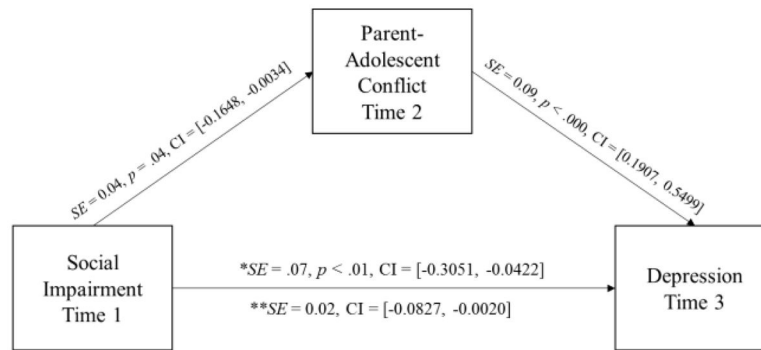 Parent-
Adolescent
Conflict
Time 2
SE = 0.04, p = .04, CI = [-0.1648, -0.0034]
SE = 0.09, p < .000, CI = [0.1907, 0.5499]
Social
Impairment
Time 1
*SE = .07, p < .01, CI = [-0.3051, -0.0422]
**SE = 0.02, CI = [-0.0827, -0.0020]
Depression
Time 3